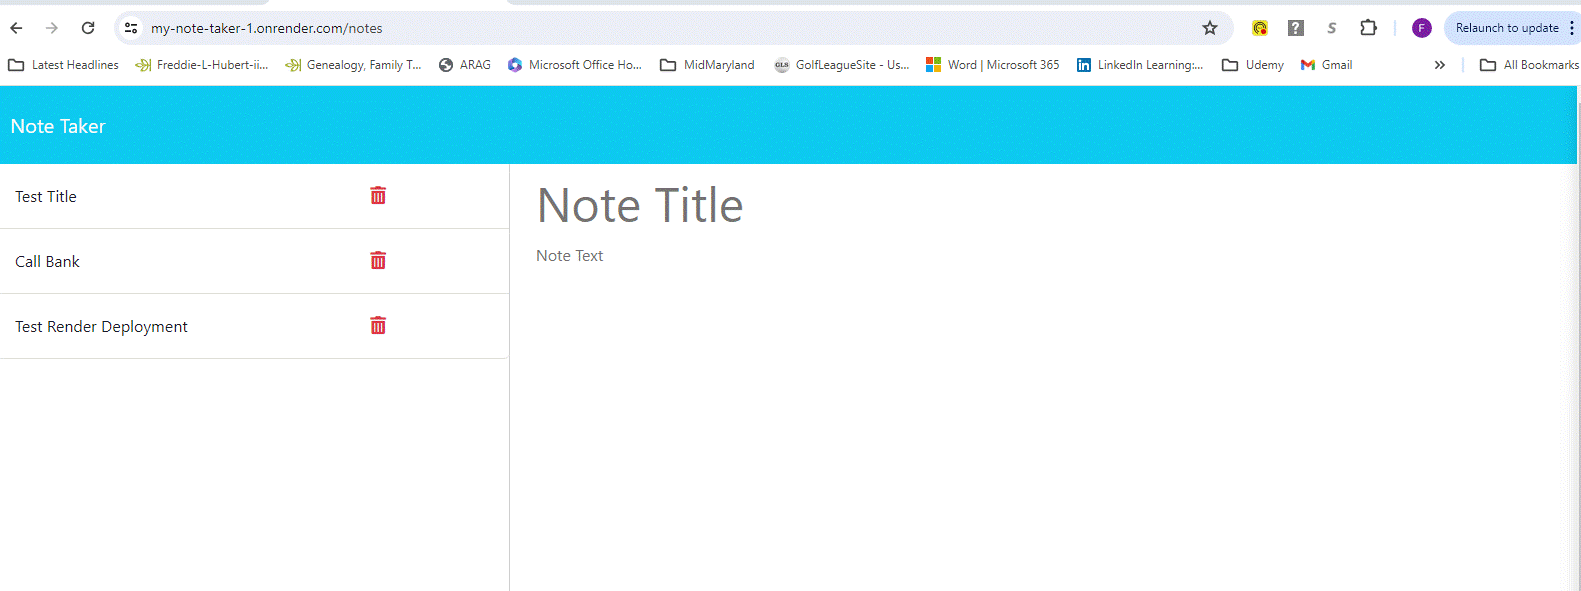 my-note-taker-1.onrender.com/notes
F
Relaunch to update
Latest Headlines
Freddie-L-Hubert-ii...
Genealogy, Family T...
ARAG
Microsoft Office Ho...
MidMaryland
GLS
GolfLeagueSite - Us...
Word | Microsoft 365
LinkedIn Learning:...
Udemy
Gmail
All Bookmarks
Note Taker
Test Title
Call Bank
Test Render Deployment
Note Title
Note Text